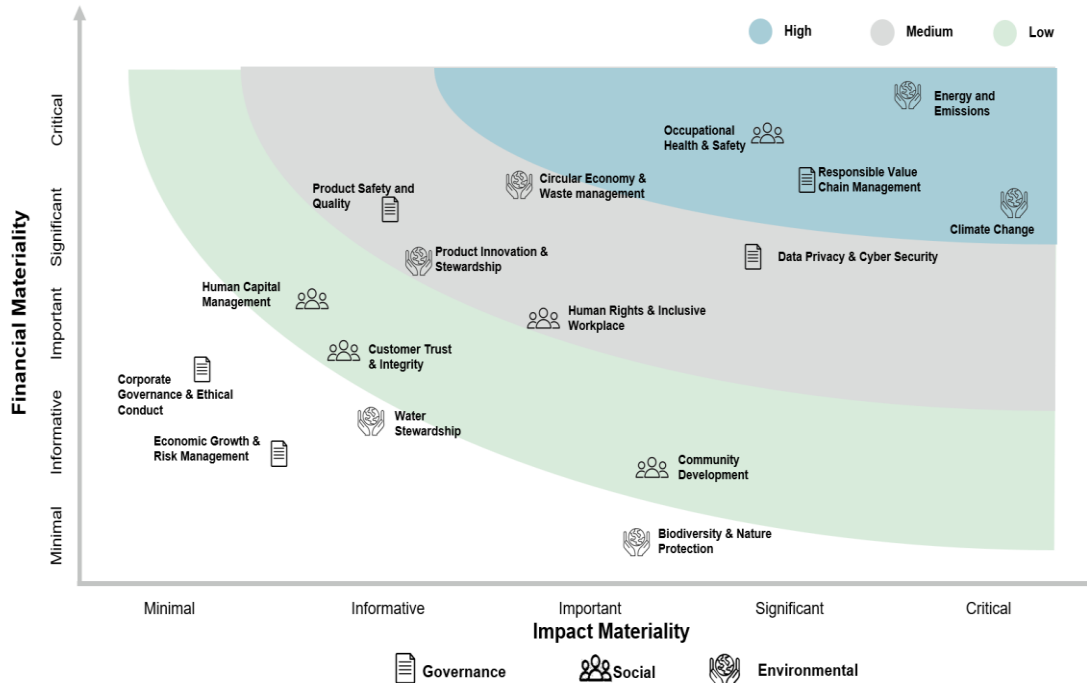 High
Medium
Low
Financial Materiality
Critical
Significant
Important
Informative
Minimal
Energy and
Emissions
Occupational
Health & Safety
Responsible Value
Chain Management
Circular Economy &
Waste management
Product Safety and
Quality
Climate Change
Product Innovation &
Stewardship
Data Privacy & Cyber Security
Human Capital
Management
Human Rights & Inclusive
Workplace
Customer Trust
& Integrity
Corporate
Governance & Ethical
Conduct
Water
Stewardship
Economic Growth &
Risk Management
Community
Development
Biodiversity & Nature
Protection
Minimal
Informative
Important
Significant
Critical
Impact Materiality
Governance
Social
Environmental